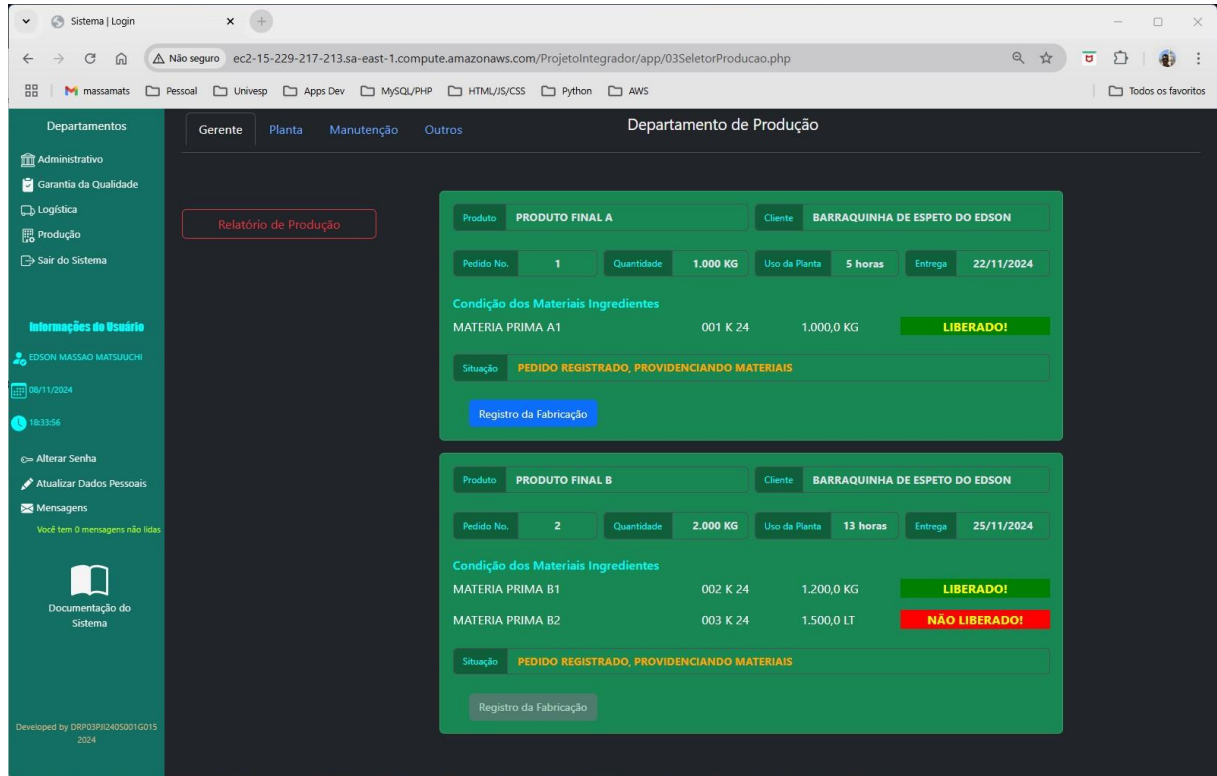 Sistema | Login
Não seguro ec2-15-229-217-213.sa-east-1.compute.amazonaws.com/ProjetoIntegrador/app/03SeletorProducao.php
massamats Pessoal Univesp Apps Dev MySQL/PHP HTML/JS/CSS Python AWS Todos os favoritos
Departamentos
Administrativo
Garantia da Qualidade
Logística
Produção
Sair do Sistema
Informações do Usuário
EDSON MASSAO MATSUUCHI
08/11/2024
18:33:56
Alterar Senha
Atualizar Dados Pessoais
Mensagens
Você tem 0 mensagens não lidas
Documentação do
Sistema
Developed by DRP03PJI240S001G015
2024
Gerente Planta Manutenção Outros
Departamento de Produção
Relatório de Produção
Produto PRODUTO FINAL A Cliente BARRAQUINHA DE ESPETO DO EDSON
Pedido No. 1 Quantidade 1.000 KG Uso da Planta 5 horas Entrega 22/11/2024
Condição dos Materiais Ingredientes
MATERIA PRIMA A1 001 K 24 1.000,0 KG LIBERADO!
Situação PEDIDO REGISTRADO, PROVIDENCIANDO MATERIAIS
Registro da Fabricação
Produto PRODUTO FINAL B Cliente BARRAQUINHA DE ESPETO DO EDSON
Pedido No. 2 Quantidade 2.000 KG Uso da Planta 13 horas Entrega 25/11/2024
Condição dos Materiais Ingredientes
MATERIA PRIMA B1 002 K 24 1.200,0 KG LIBERADO!
MATERIA PRIMA B2 003 K 24 1.500,0 LT NÃO LIBERADO!
Situação PEDIDO REGISTRADO, PROVIDENCIANDO MATERIAIS
Registro da Fabricação